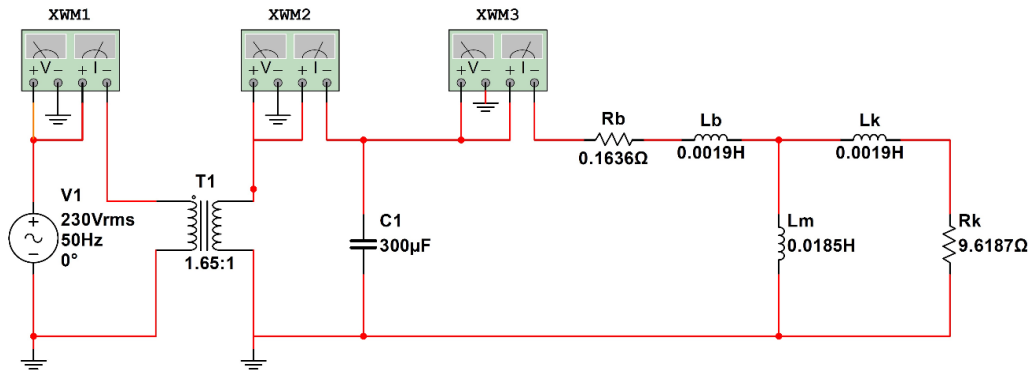 XWM1
XWM2
XWM3
+ V − + I −
+ V − + I −
+ V − + I −
Rb
0.1636Ω
Lb
0.0019H
Lk
0.0019H
V1
230Vrms
50Hz
0°
T1
1.65:1
C1
300µF
Lm
0.0185H
Rk
9.6187Ω